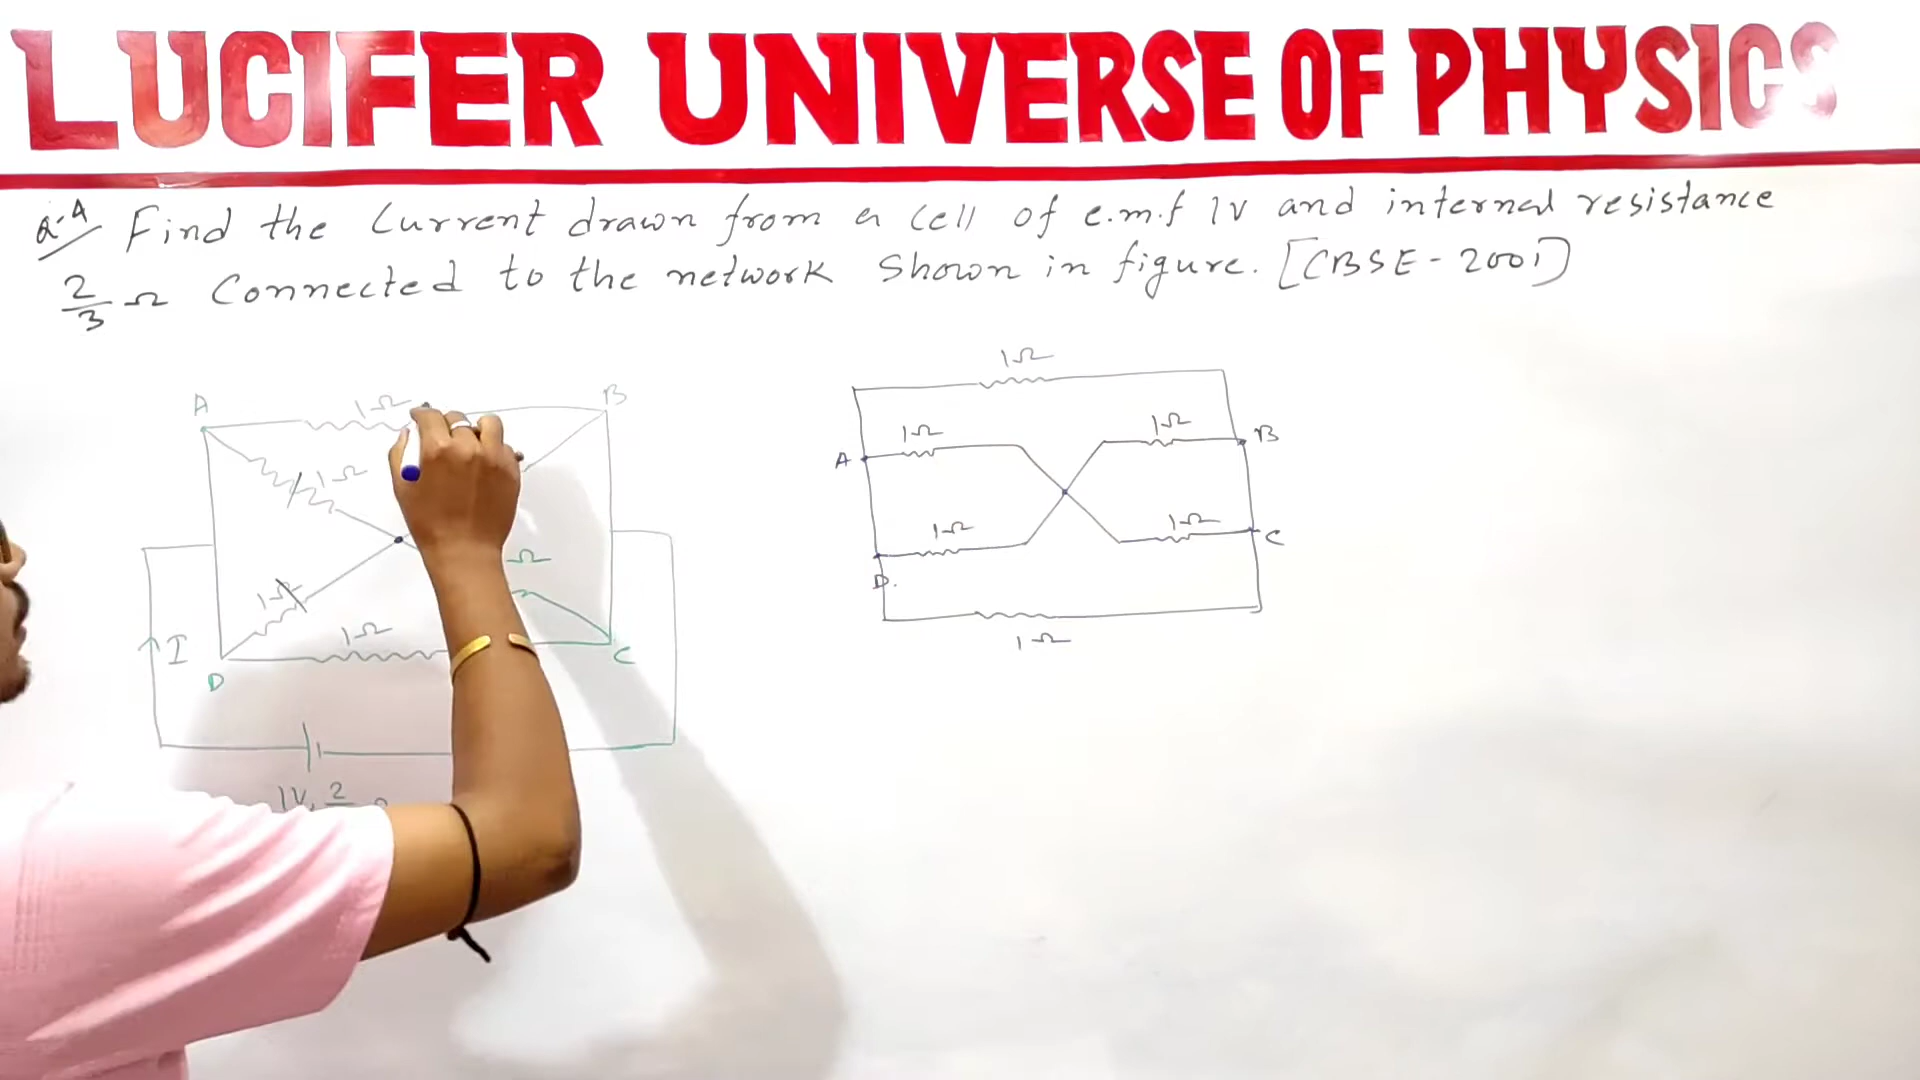 LUCIFER UNIVERSE OF PHYSICS
Q-4 Find the Current drawn from a Cell of e.m.f 1V and internal resistance
2/3 Ω Connected to the network Shown in figure. [CBSE-2001]
A 1Ω B
1Ω
Ω
1Ω
1Ω
I
D C
1V, 2
1Ω
1Ω 1Ω B
A
1Ω 1Ω C
D.
1Ω